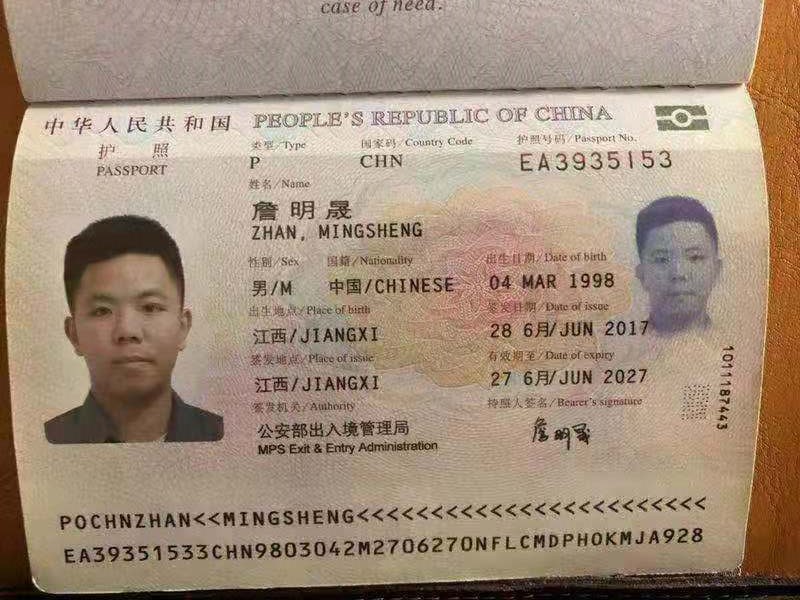 case of need.
中华人民共和国 PEOPLE'S REPUBLIC OF CHINA
护 照
PASSPORT
类型/Type
国家码/Country Code
护照号码/Passport No.
P
CHN
EA3935153
姓名/Name
詹明晟
ZHAN, MINGSHENG
性别/Sex
国籍/Nationality
出生日期/Date of birth
男/M
中国/CHINESE
04 MAR 1998
出生地点/Place of birth
签发日期/Date of issue
江西/JIANGXI
28 6月/JUN 2017
签发地点/Place of issue
有效期至/Date of expiry
江西/JIANGXI
27 6月/JUN 2027
签发机关/Authority
持照人签名/Bearer's signature
公安部出入境管理局
MPS Exit & Entry Administration
詹明晟
1011187443
POCHNZHAN<<MINGSHENG<<<<<<<<<<<<<<<<<<<<<<<<
EA39351533CHN9803042M2706270NFLCMDPHOKMJA928